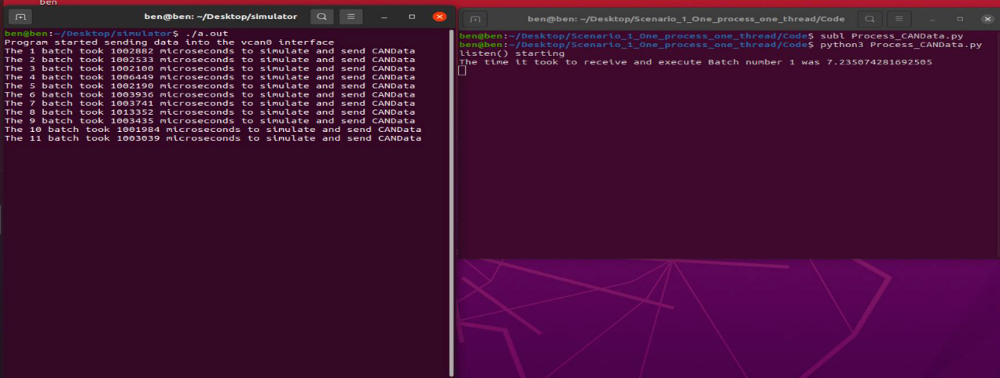 ben
ben@ben: ~/Desktop/simulator
ben@ben:~/Desktop/simulator$ ./a.out
Program started sending data into the vcan0 interface
The 1 batch took 1002882 microseconds to simulate and send CANData
The 2 batch took 1002533 microseconds to simulate and send CANData
The 3 batch took 1002100 microseconds to simulate and send CANData
The 4 batch took 1006449 microseconds to simulate and send CANData
The 5 batch took 1002190 microseconds to simulate and send CANData
The 6 batch took 1003936 microseconds to simulate and send CANData
The 7 batch took 1003741 microseconds to simulate and send CANData
The 8 batch took 1013352 microseconds to simulate and send CANData
The 9 batch took 1003435 microseconds to simulate and send CANData
The 10 batch took 1001984 microseconds to simulate and send CANData
The 11 batch took 1003039 microseconds to simulate and send CANData
ben@ben: ~/Desktop/Scenario_1_One_process_one_thread/Code
ben@ben:~/Desktop/Scenario_1_One_process_one_thread/Code$ subl Process_CANData.py
ben@ben:~/Desktop/Scenario_1_One_process_one_thread/Code$ python3 Process_CANData.py
listen() starting
The time it took to receive and execute Batch number 1 was 7.235074281692505